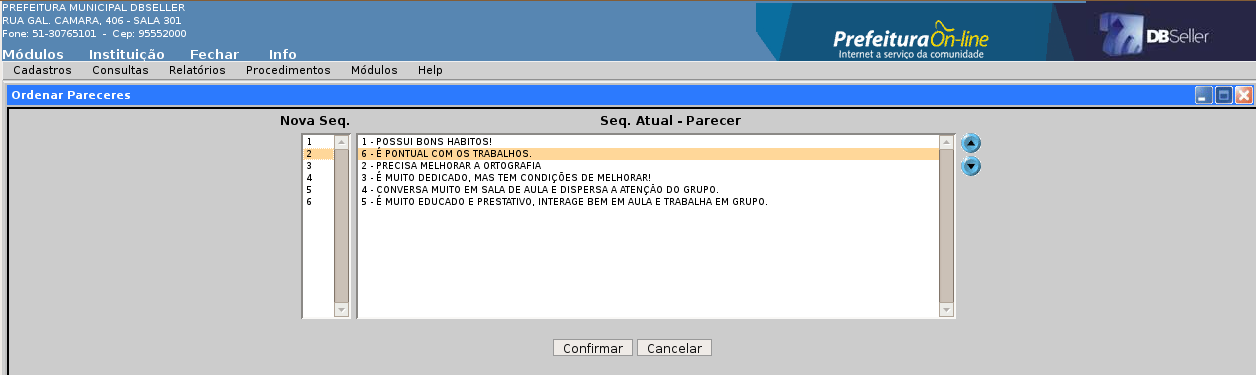 PREFEITURA MUNICIPAL DBSELLER
RUA GAL. CAMARA, 406 - SALA 301
Fone: 51-30765101 - Cep: 95552000
Prefeitura On-line
Internet a serviço da comunidade
DBSeller
Módulos Instituição Fechar Info
Cadastros Consultas Relatórios Procedimentos Módulos Help
Ordenar Pareceres
Nova Seq. Seq. Atual - Parecer
1 1 - POSSUI BONS HABITOS!
2 6 - É PONTUAL COM OS TRABALHOS.
3 2 - PRECISA MELHORAR A ORTOGRAFIA
4 3 - É MUITO DEDICADO, MAS TEM CONDIÇÕES DE MELHORAR!
5 4 - CONVERSA MUITO EM SALA DE AULA E DISPERSA A ATENÇÃO DO GRUPO.
6 5 - É MUITO EDUCADO E PRESTATIVO, INTERAGE BEM EM AULA E TRABALHA EM GRUPO.
Confirmar Cancelar